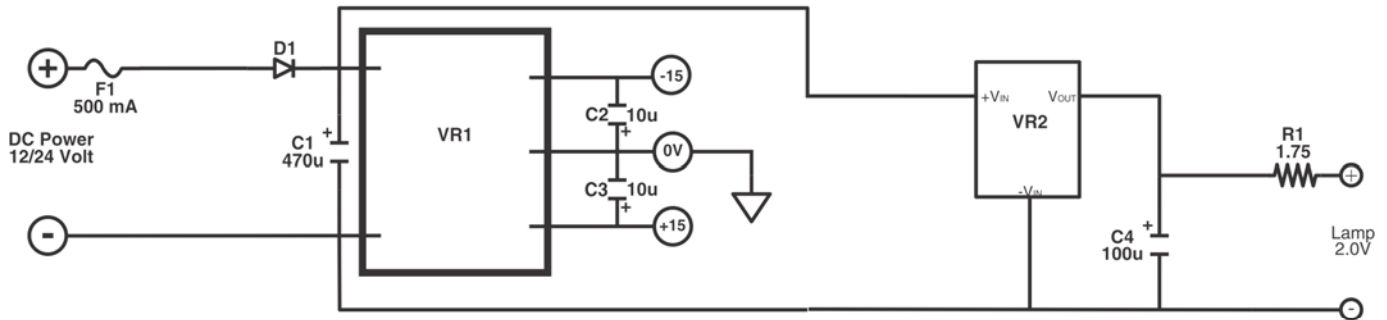 +
F1
500 mA
D1
DC Power
12/24 Volt
-
+
C1
470u
VR1
-15
C2 10u
+
0V
C3 10u
+
+15
+VIN
VOUT
VR2
-VIN
+
C4
100u
R1
1.75
+
Lamp
2.0V
-